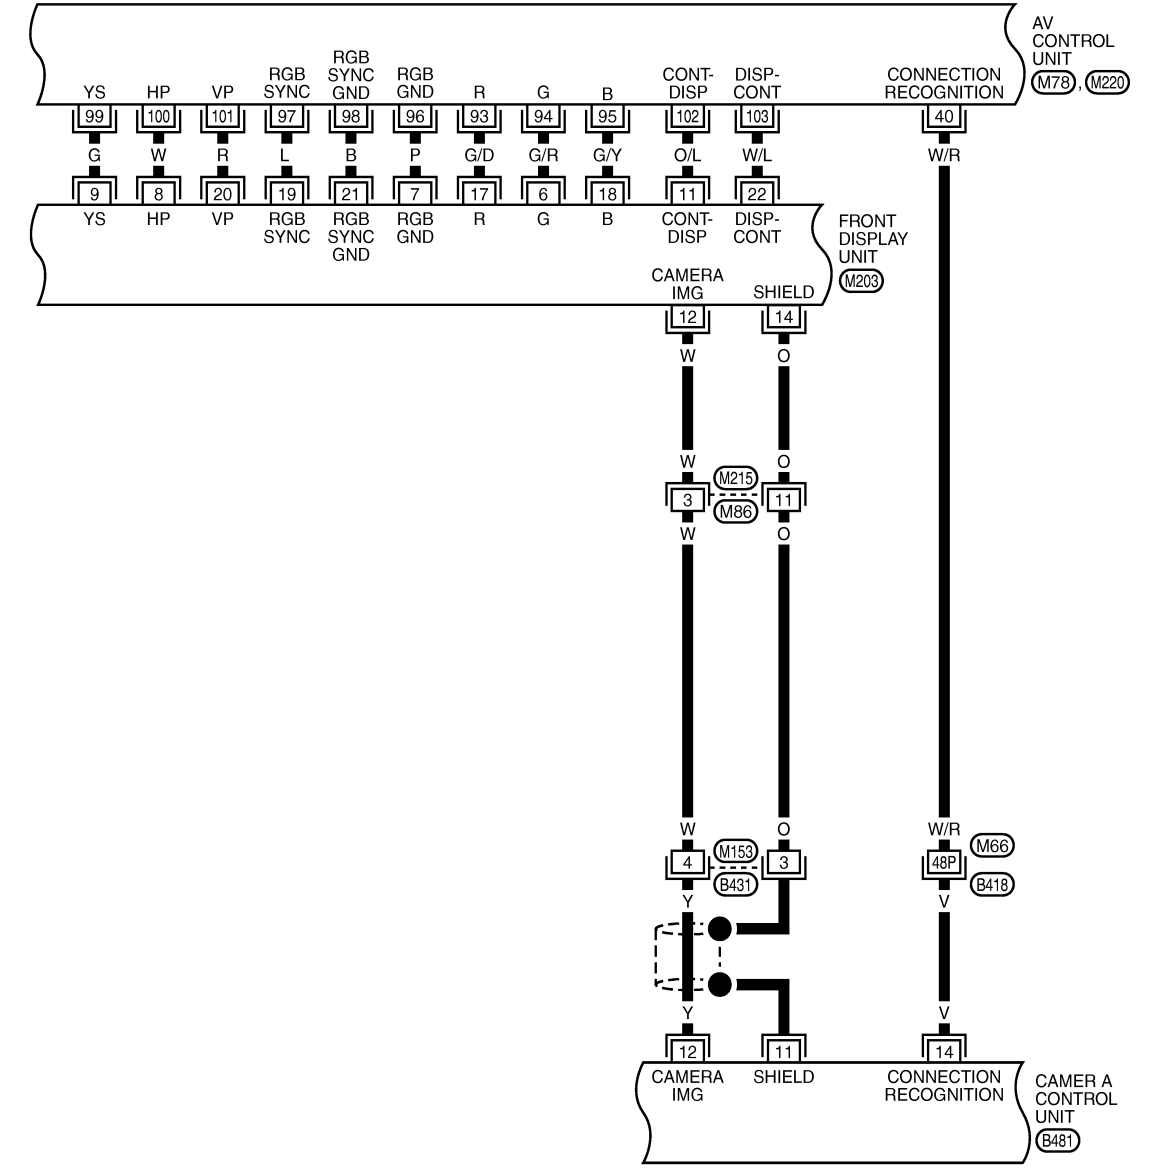 AV
CONTROL
UNIT
M78 , M220
YS HP VP RGB SYNC RGB SYNC GND RGB GND R G B CONT-DISP DISP-CONT CONNECTION RECOGNITION
99 100 101 97 98 96 93 94 95 102 103 40
G W R L B P G/D G/R G/Y O/L W/L W/R
9 8 20 19 21 7 17 6 18 11 22
YS HP VP RGB SYNC RGB SYNC GND RGB GND R G B CONT-DISP DISP-CONT
FRONT
DISPLAY
UNIT
M203
CAMERA
IMG SHIELD
12 14
W O
W O
M215
3 11
M86
W O
W O W/R
M153 M66
4 3 48P
B431 B418
Y V
Y V
12 11 14
CAMERA SHIELD CONNECTION
IMG RECOGNITION
CAMER A
CONTROL
UNIT
B481